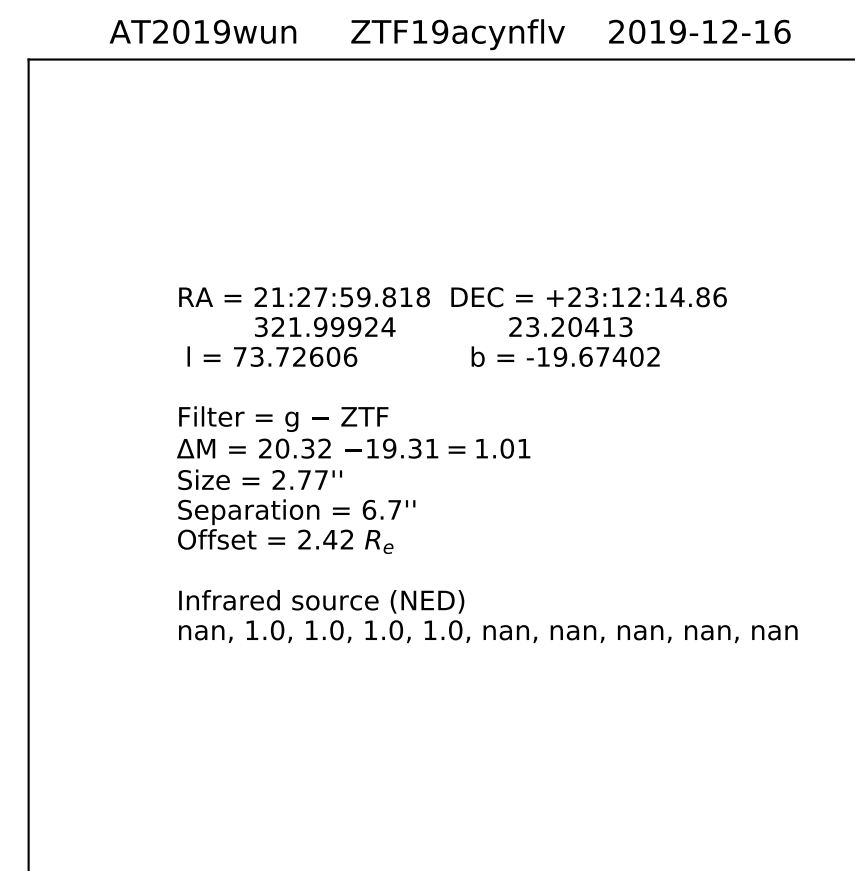 AT2019wun ZTF19acynflv 2019-12-16
RA = 21:27:59.818 DEC = +23:12:14.86
321.99924 23.20413
l = 73.72606 b = -19.67402
Filter = g − ZTF
ΔM = 20.32 −19.31 = 1.01
Size = 2.77''
Separation = 6.7''
Offset = 2.42 Rₑ
Infrared source (NED)
nan, 1.0, 1.0, 1.0, 1.0, nan, nan, nan, nan, nan